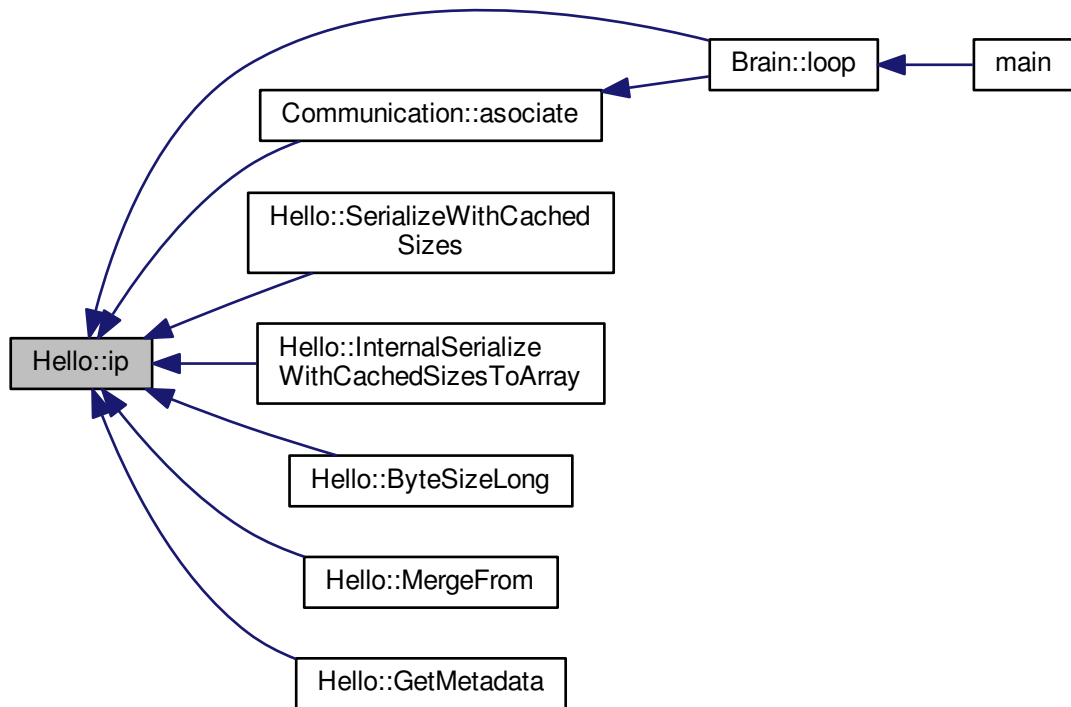 Brain::loop
main
Communication::asociate
Hello::SerializeWithCached
Sizes
Hello::ip
Hello::InternalSerialize
WithCachedSizesToArray
Hello::ByteSizeLong
Hello::MergeFrom
Hello::GetMetadata